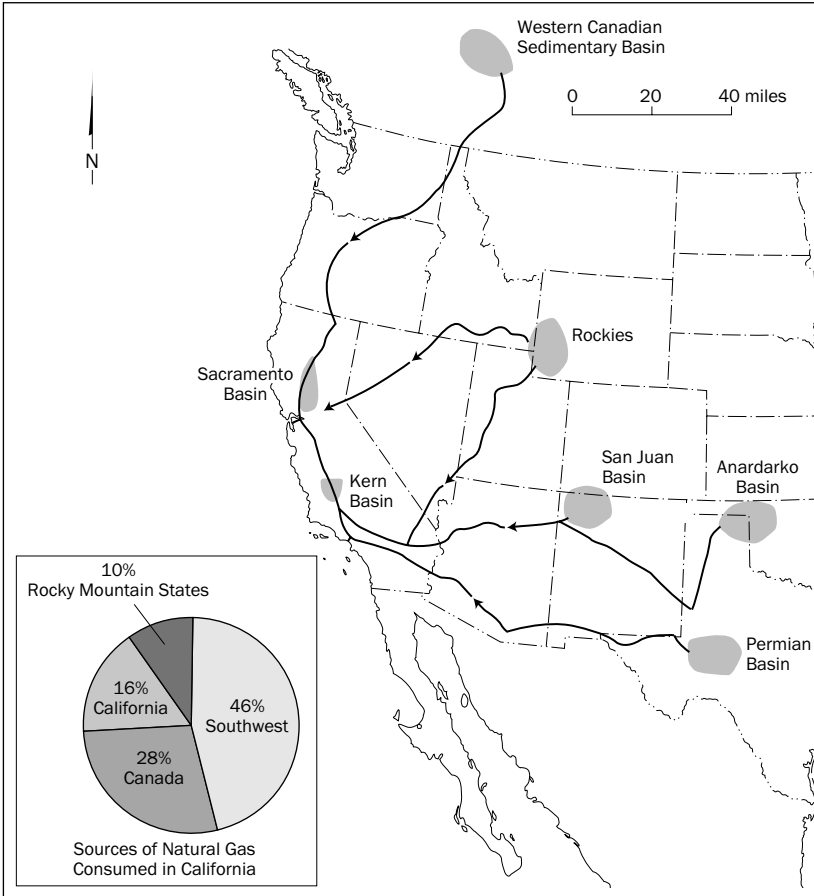 Western Canadian
Sedimentary Basin
0 20 40 miles
N
Rockies
Sacramento
Basin
San Juan
Basin
Anardarko
Basin
Kern
Basin
Permian
Basin
10%
Rocky Mountain States
16%
California
46%
Southwest
28%
Canada
Sources of Natural Gas
Consumed in California